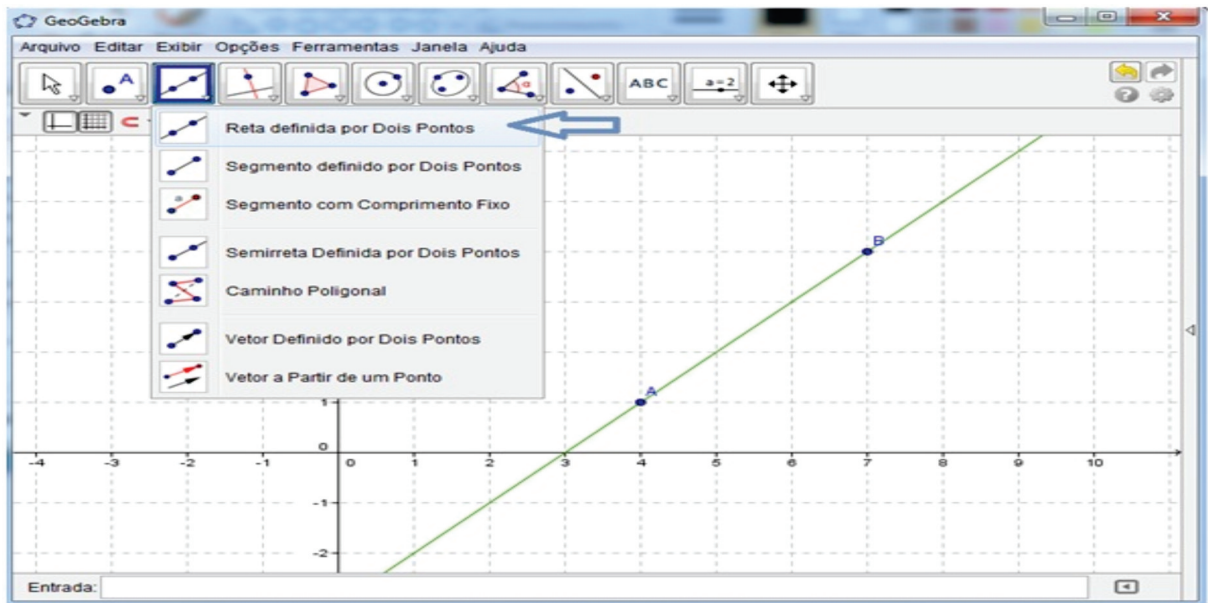 GeoGebra
Arquivo Editar Exibir Opções Ferramentas Janela Ajuda
A
ABC
a=2
Reta definida por Dois Pontos
Segmento definido por Dois Pontos
a
Segmento com Comprimento Fixo
Semirreta Definida por Dois Pontos
Caminho Poligonal
Vetor Definido por Dois Pontos
Vetor a Partir de um Ponto
B
A
1
0
-4 -3 -2 -1 0 1 2 3 4 5 6 7 8 9 10
-1
-2
Entrada: